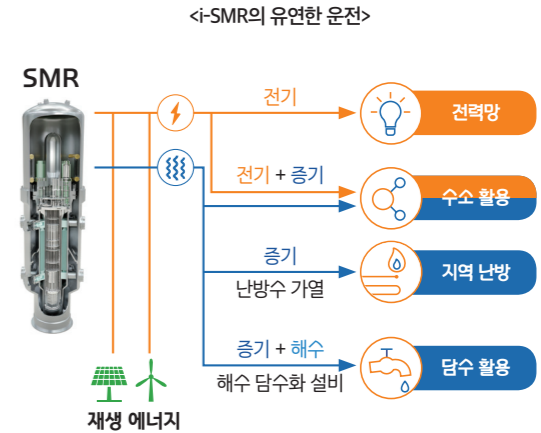 <i-SMR의 유연한 운전>
SMR
전기
전력망
전기 + 증기
수소 활용
증기
난방수 가열
지역 난방
증기 + 해수
해수 담수화 설비
담수 활용
재생 에너지